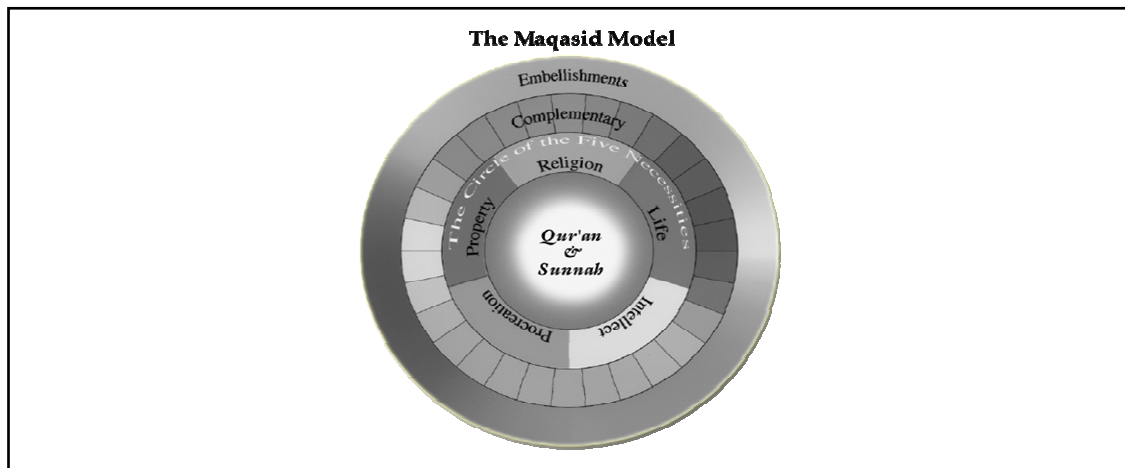 The Maqasid Model
Embellishments
Complementary
The Circle of the Five Necessities
Religion
Property
Life
Qur'an
&
Sunnah
Procreation
Intellect